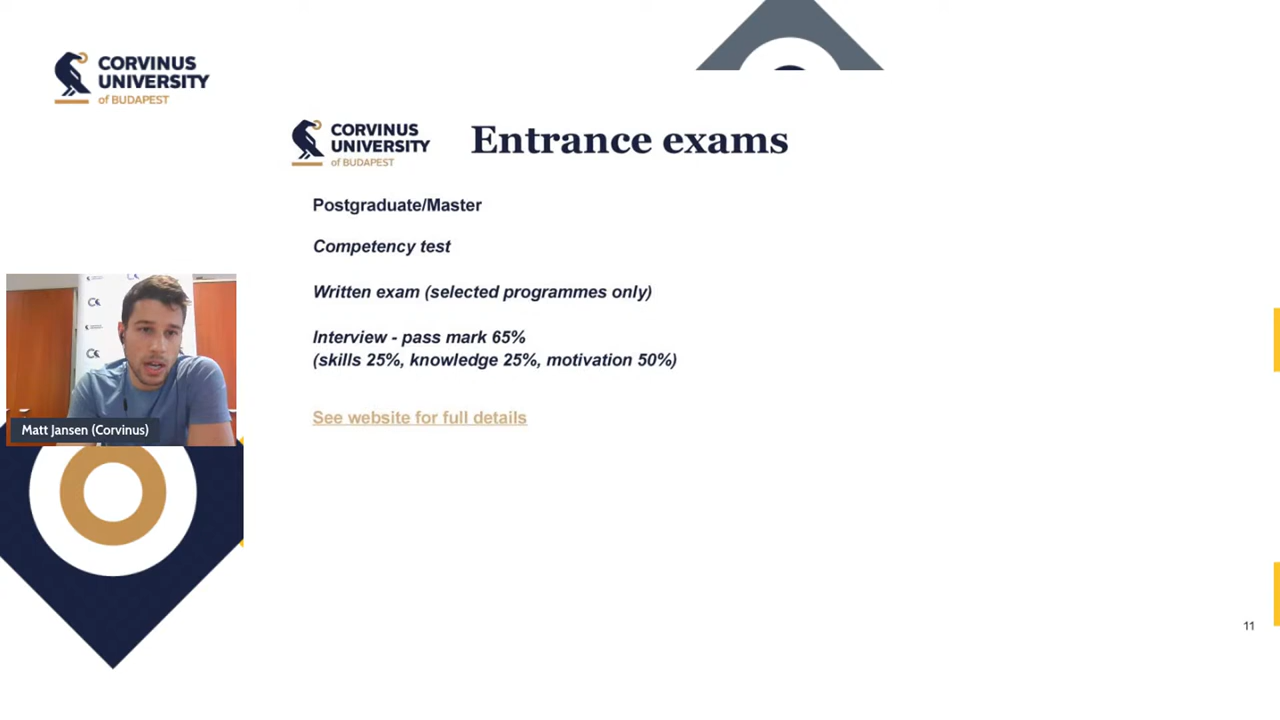 CORVINUS
UNIVERSITY
of BUDAPEST
CORVINUS
UNIVERSITY
of BUDAPEST
Entrance exams
Postgraduate/Master
Competency test
Written exam (selected programmes only)
Interview - pass mark 65%
(skills 25%, knowledge 25%, motivation 50%)
See website for full details
Matt Jansen (Corvinus)
11